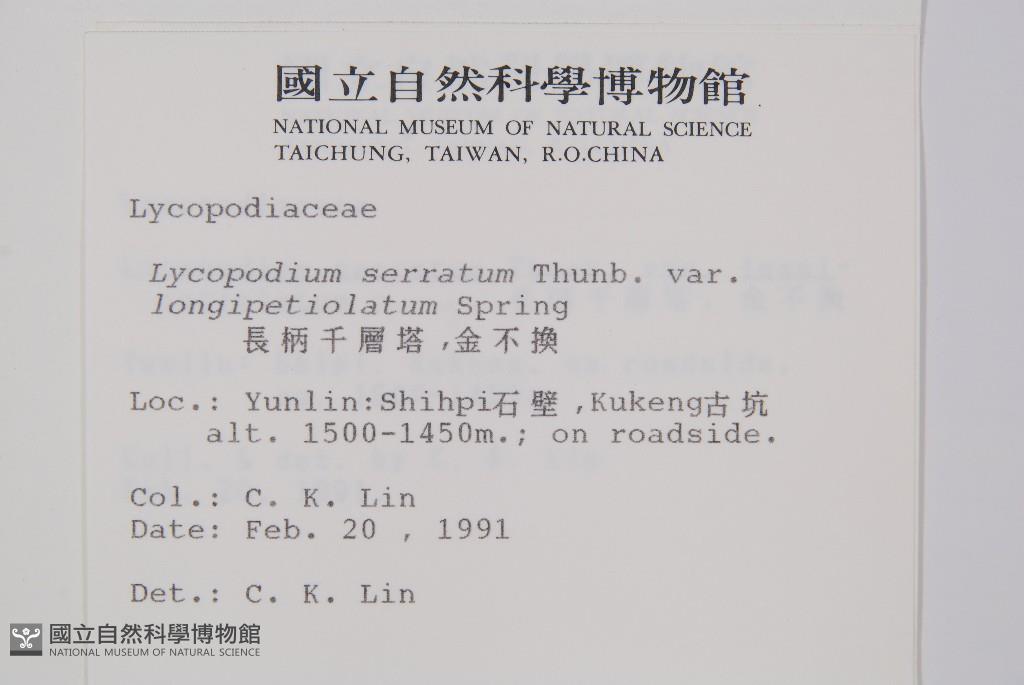 國立自然科學博物館
NATIONAL MUSEUM OF NATURAL SCIENCE
TAICHUNG, TAIWAN, R.O.CHINA
Lycopodiaceae
Lycopodium serratum Thunb. var.
longipetiolatum Spring
長柄千層塔,金不換
Loc.: Yunlin:Shihpi石壁,Kukeng古坑
alt. 1500-1450m.; on roadside.
Col.: C. K. Lin
Date: Feb. 20 , 1991
Det.: C. K. Lin
國立自然科學博物館
NATIONAL MUSEUM OF NATURAL SCIENCE